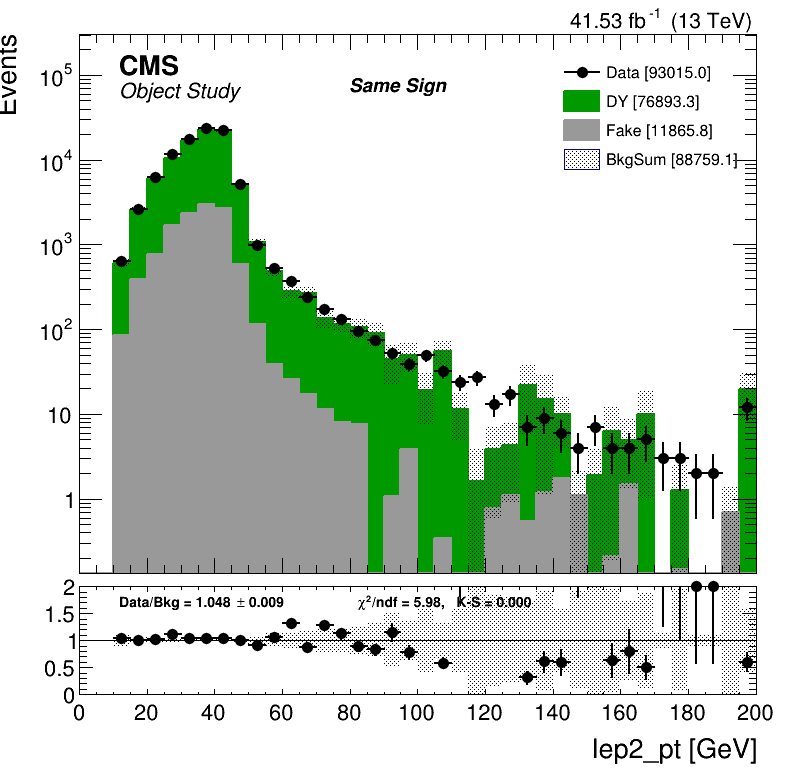 41.53 fb⁻¹ (13 TeV)
Events
CMS
Object Study
Same Sign
Data [93015.0]
DY [76893.3]
Fake [11865.8]
BkgSum [88759.1]
10⁵
10⁴
10³
10²
10
1
Data/Bkg = 1.048 ± 0.009
χ²/ndf = 5.98, K-S = 0.000
2
1.5
1
0.5
0
0 20 40 60 80 100 120 140 160 180 200
lep2_pt [GeV]